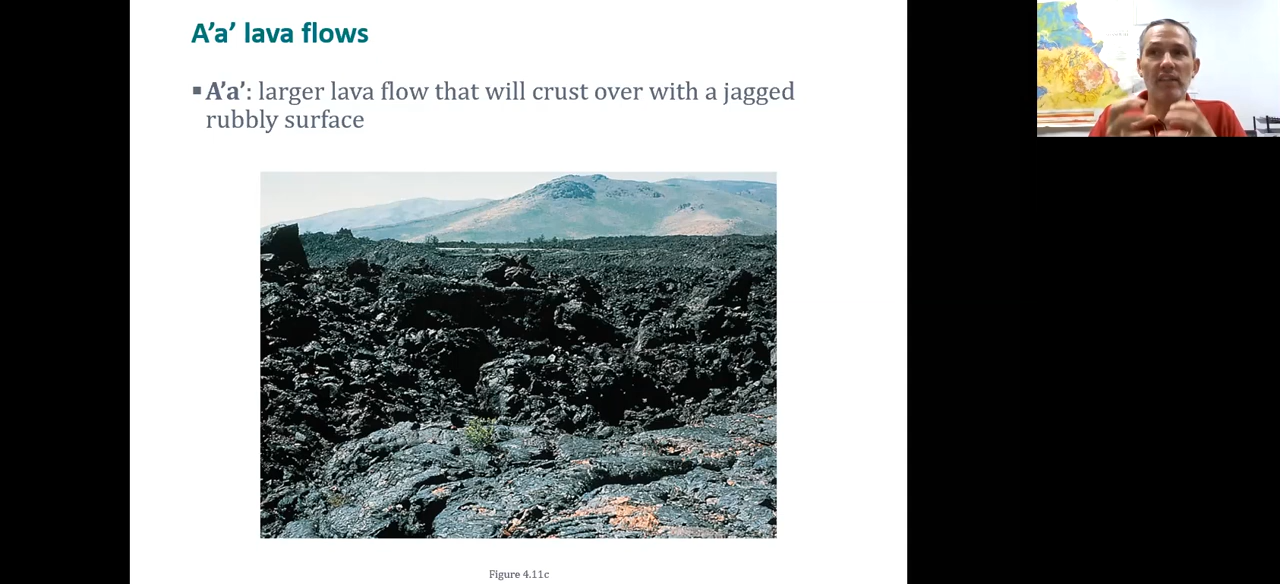 A’a’ lava flows
▪ A’a’: larger lava flow that will crust over with a jagged
rubbly surface
Figure 4.11c